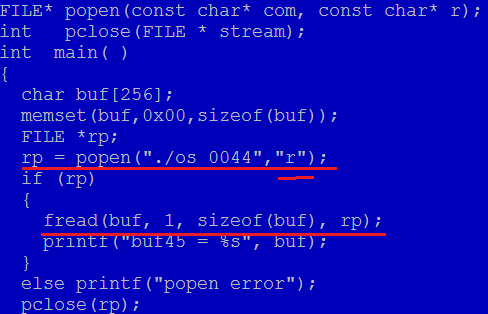 FILE* popen(const char* com, const char* r);
int   pclose(FILE * stream);
int  main( )
{
  char buf[256];
  memset(buf,0x00,sizeof(buf));
  FILE *rp;
  rp = popen("./os 0044","r");
  if (rp)
  {
    fread(buf, 1, sizeof(buf), rp);
    printf("buf45 = %s", buf);
  }
  else printf("popen error");
  pclose(rp);